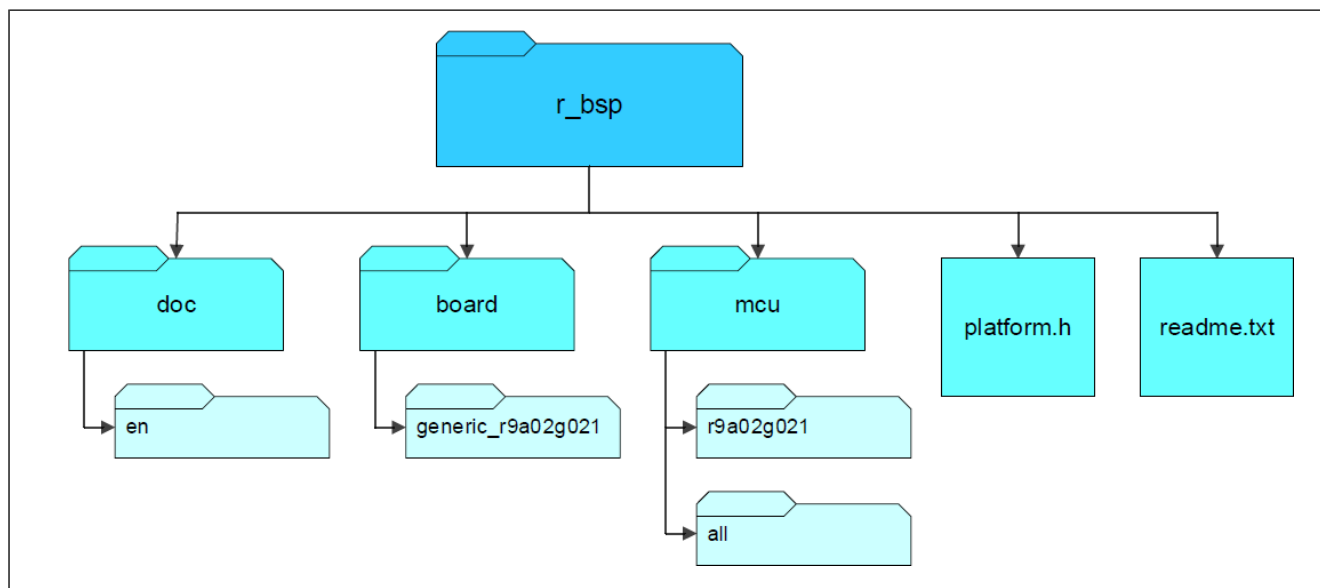 r_bsp
doc
board
mcu
platform.h
readme.txt
en
generic_r9a02g021
r9a02g021
all